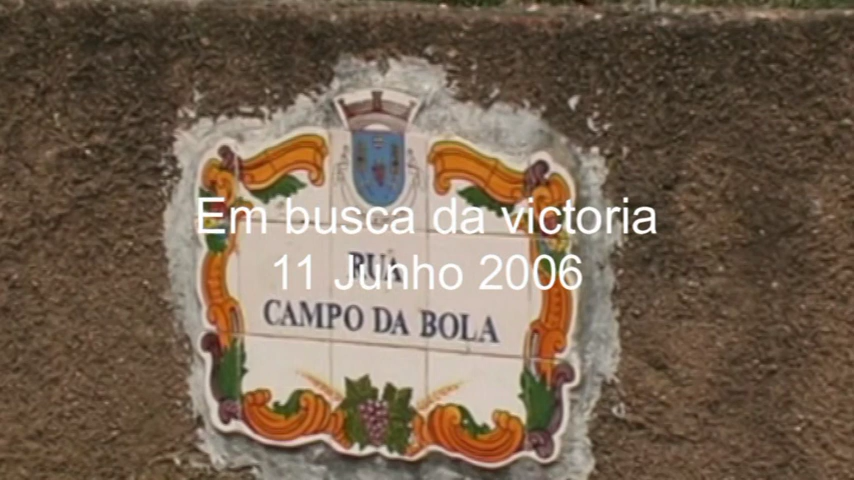 Em busca da victoria
11 Junho 2006
RUA
CAMPO DA BOLA